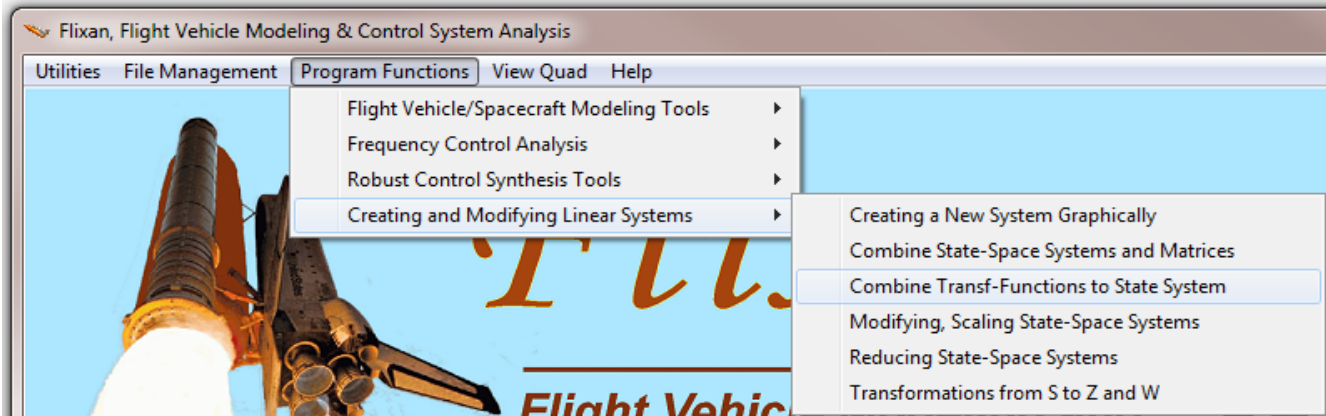 Flixan, Flight Vehicle Modeling & Control System Analysis
Utilities File Management Program Functions View Quad Help
Flight Vehicle/Spacecraft Modeling Tools
Frequency Control Analysis
Robust Control Synthesis Tools
Creating and Modifying Linear Systems
Creating a New System Graphically
Combine State-Space Systems and Matrices
Combine Transf-Functions to State System
Modifying, Scaling State-Space Systems
Reducing State-Space Systems
Transformations from S to Z and W
Flight